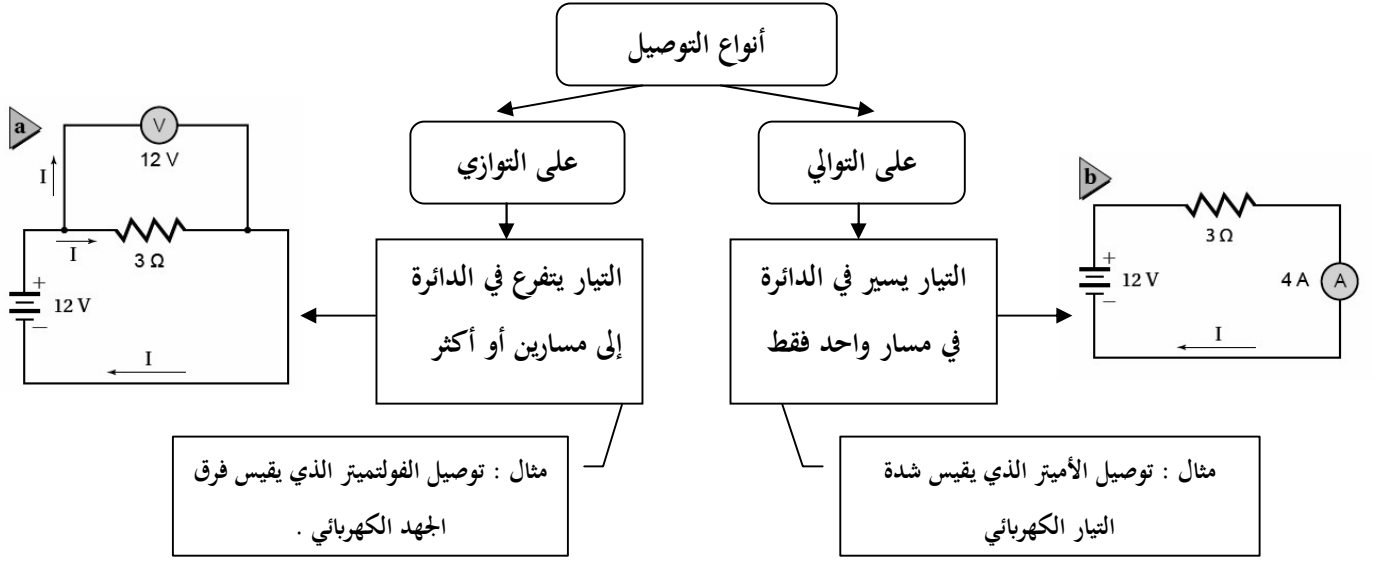 أنواع التوصيل
على التوالي
على التوازي
التيار يسير في الدائرة
في مسار واحد فقط
التيار يتفرع في الدائرة
إلى مسارين أو أكثر
مثال : توصيل الأميتر الذي يقيس شدة
التيار الكهربائي
مثال : توصيل الفولتميتر الذي يقيس فرق
الجهد الكهربائي .
a
V
12 V
I
I
3 Ω
+
12 V
−
I
b
3 Ω
+
12 V
−
4 A
A
I